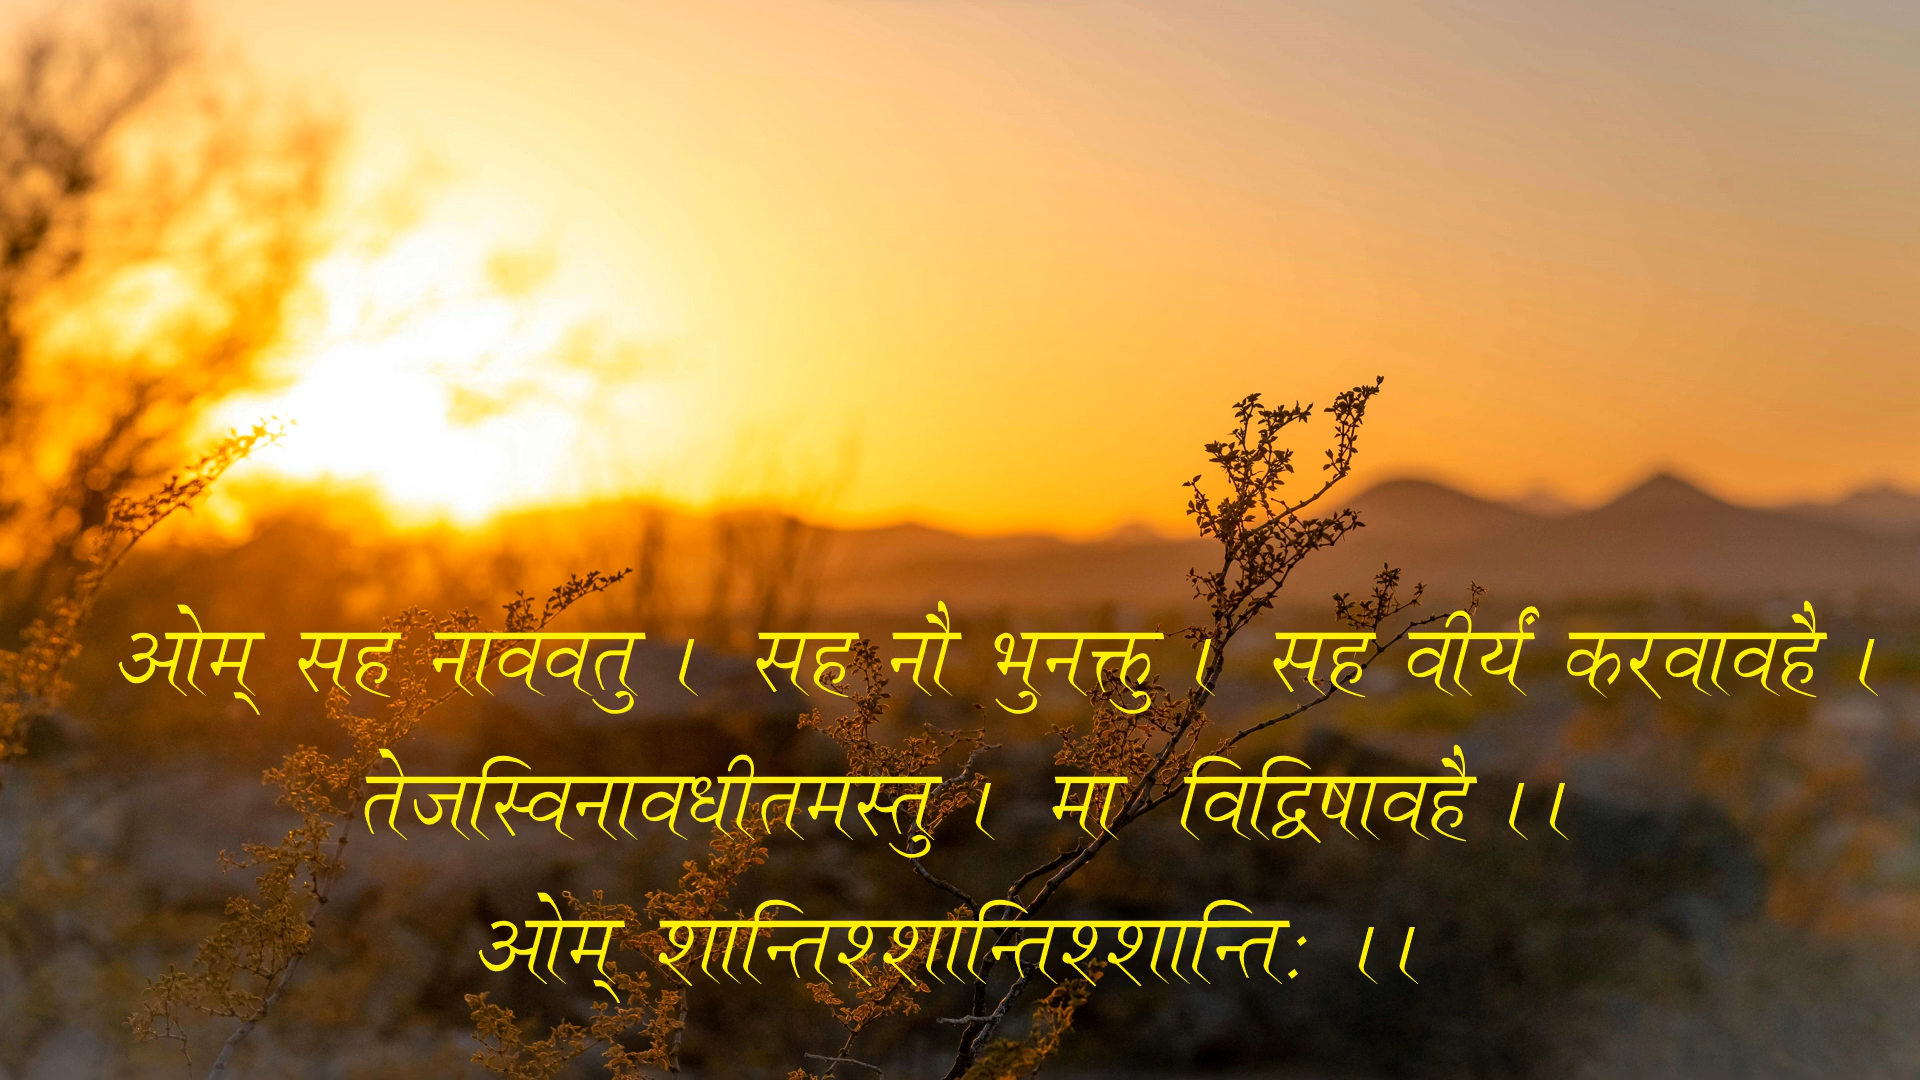 ओम् सह नाववतु । सह नौ भुनक्तु । सह वीर्यं करवावहै ।
तेजस्विनावधीतमस्तु । मा विद्विषावहै ।।
ओम् शान्तिश्शान्तिश्शान्तिः ।।